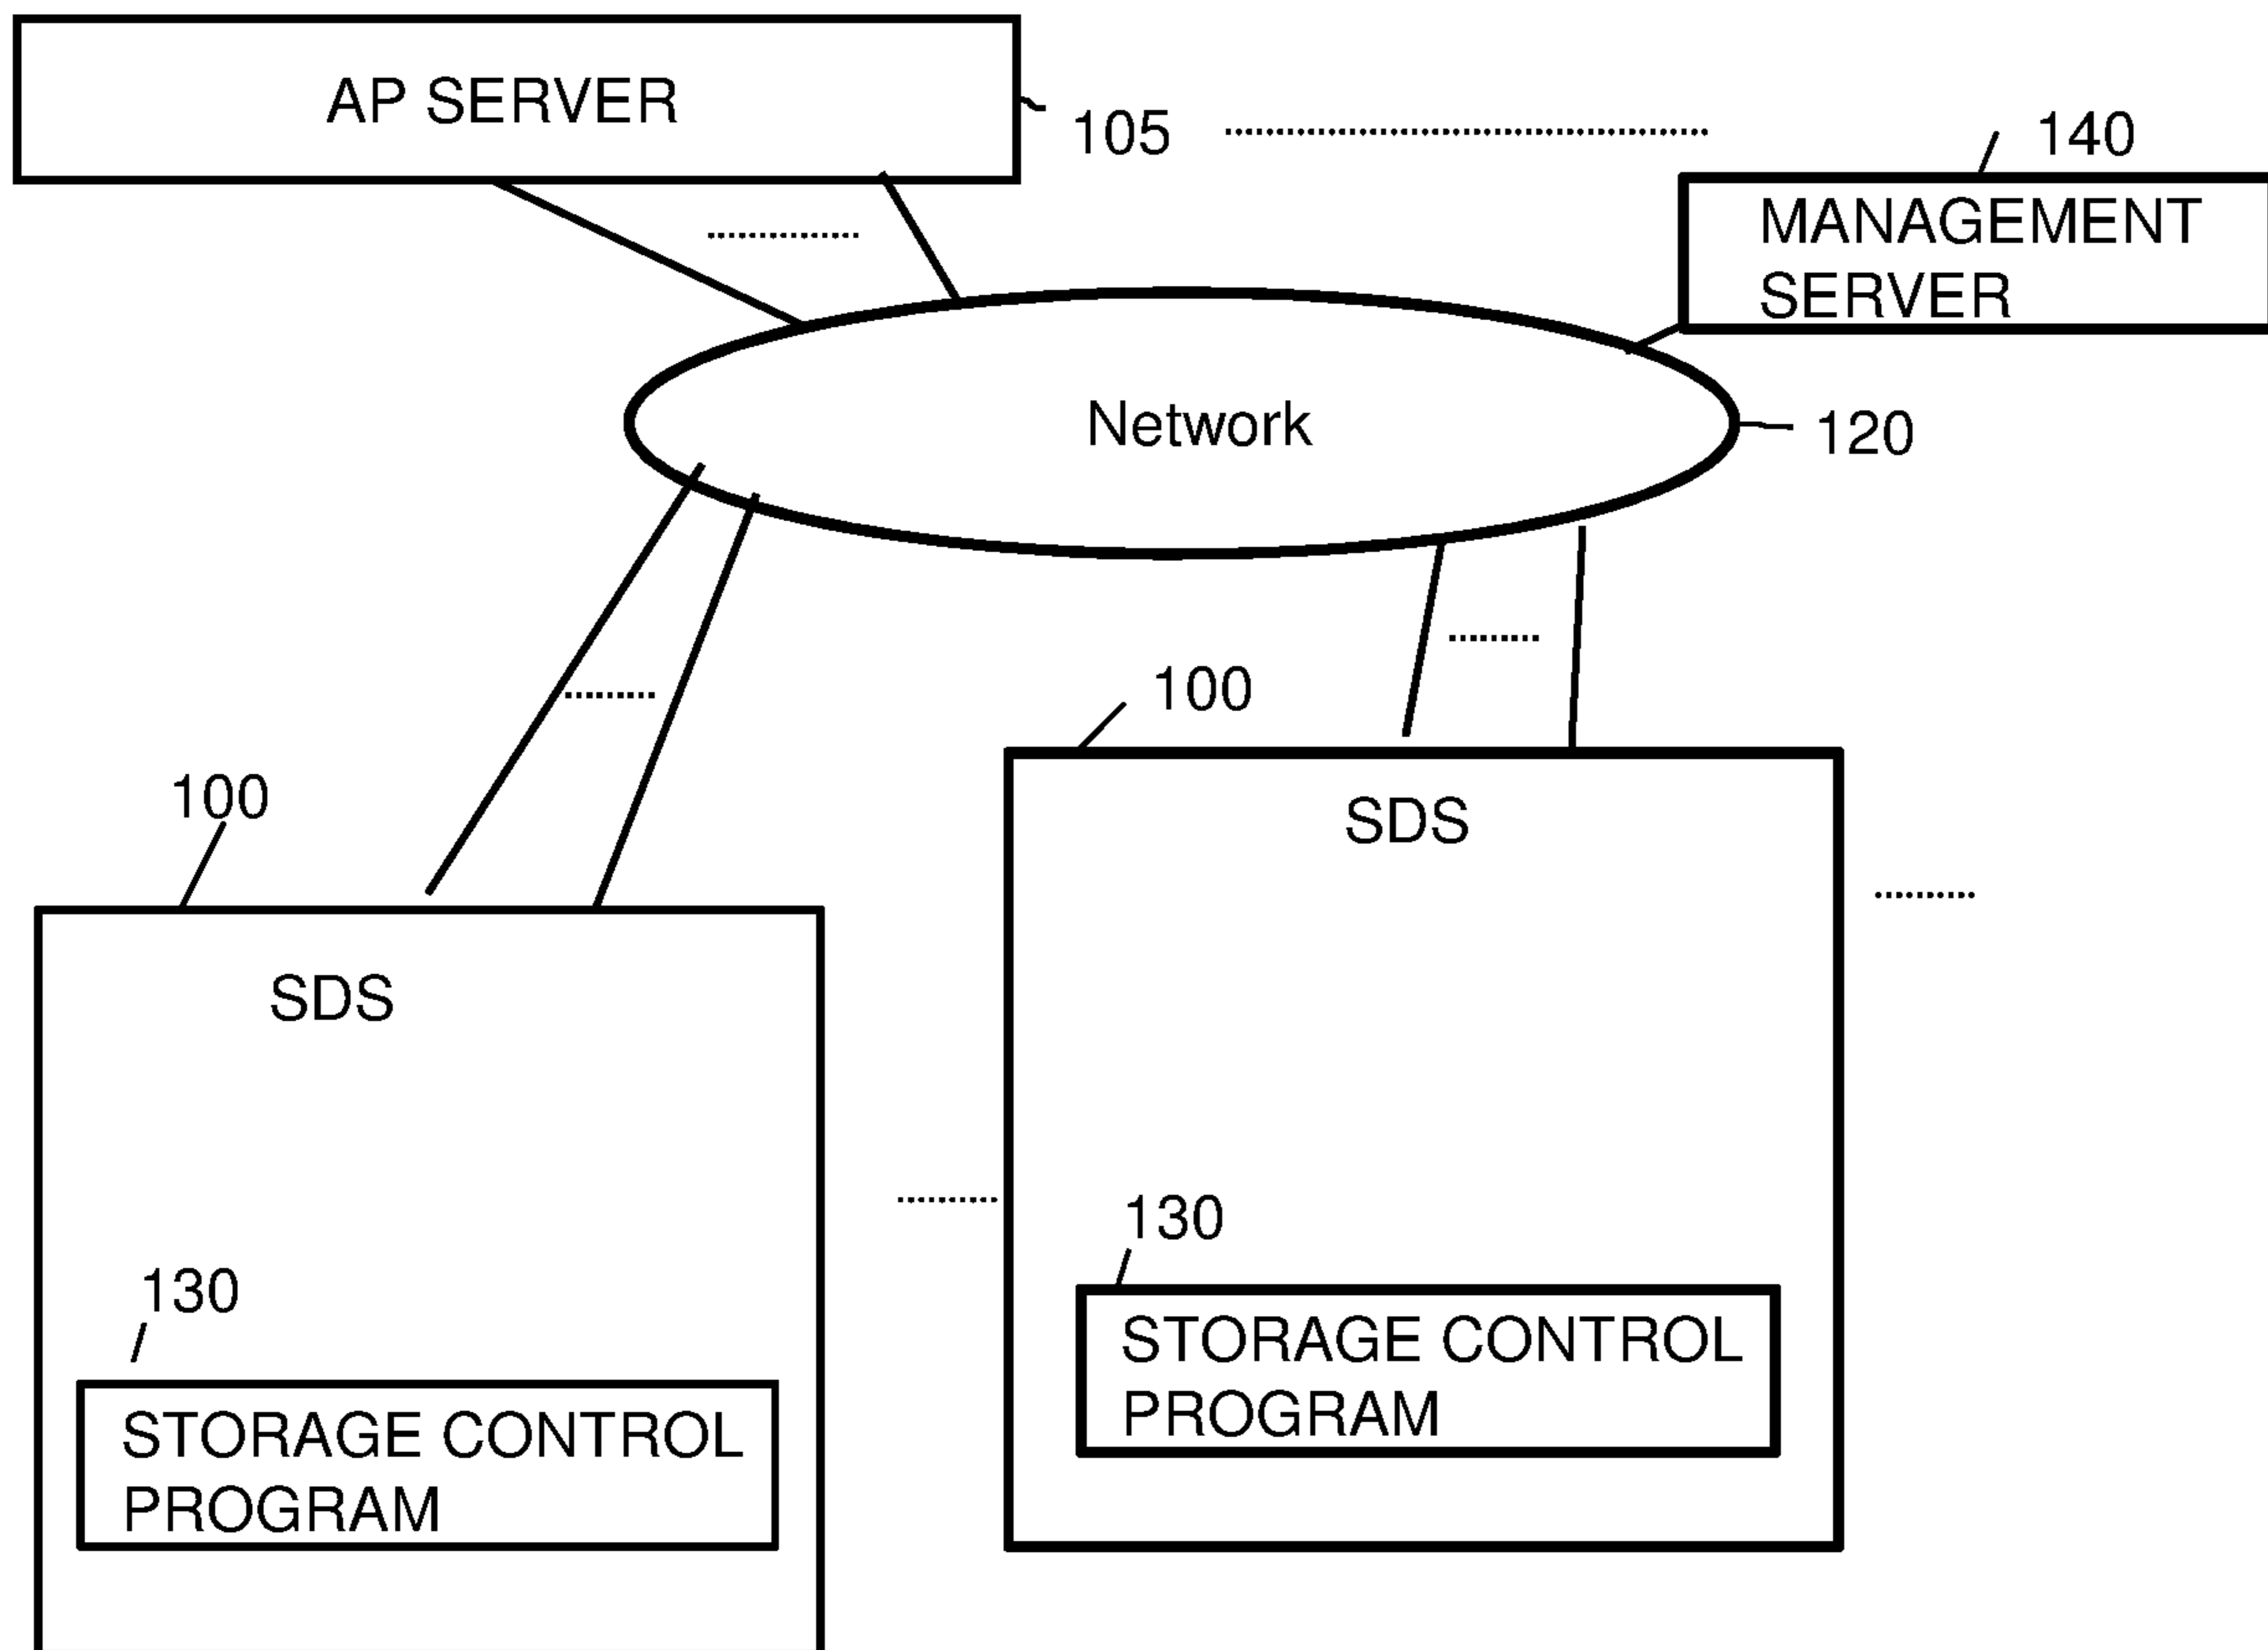 AP SERVER
105
140
MANAGEMENT
SERVER
Network
120
100
SDS
130
STORAGE CONTROL
PROGRAM
100
SDS
130
STORAGE CONTROL
PROGRAM